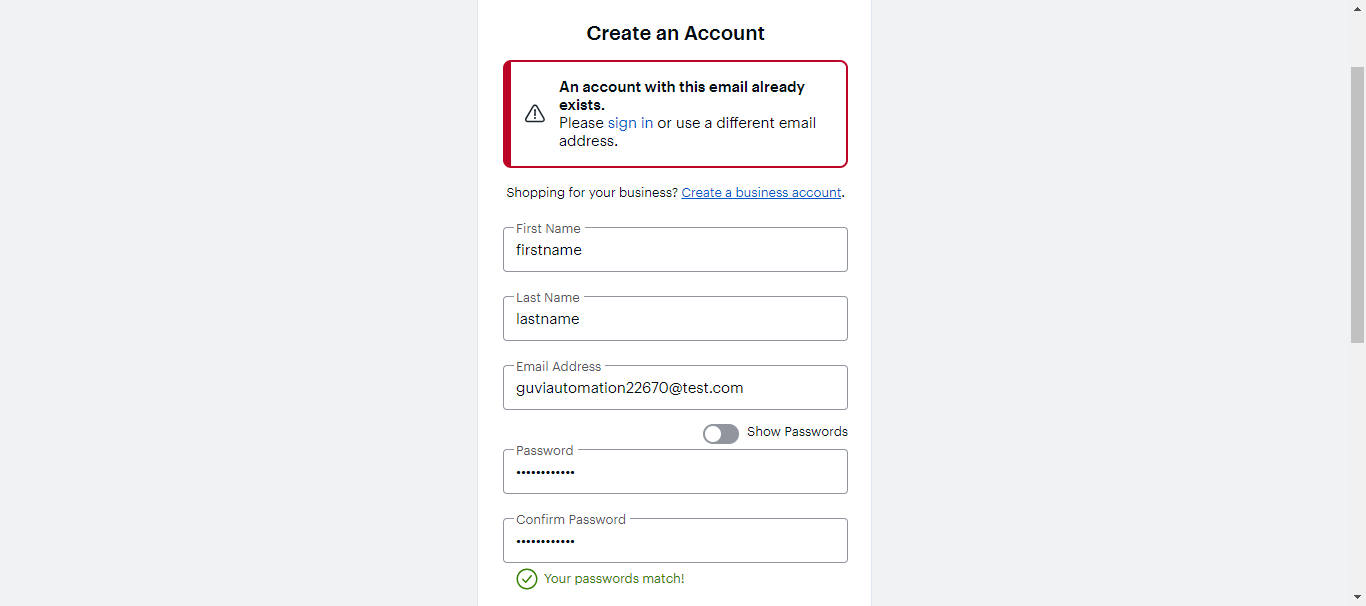 Create an Account
An account with this email already
exists.
Please sign in or use a different email
address.
Shopping for your business? Create a business account.
First Name
firstname
Last Name
lastname
Email Address
guviautomation22670@test.com
Show Passwords
Password
••••••••••••
Confirm Password
••••••••••••
Your passwords match!